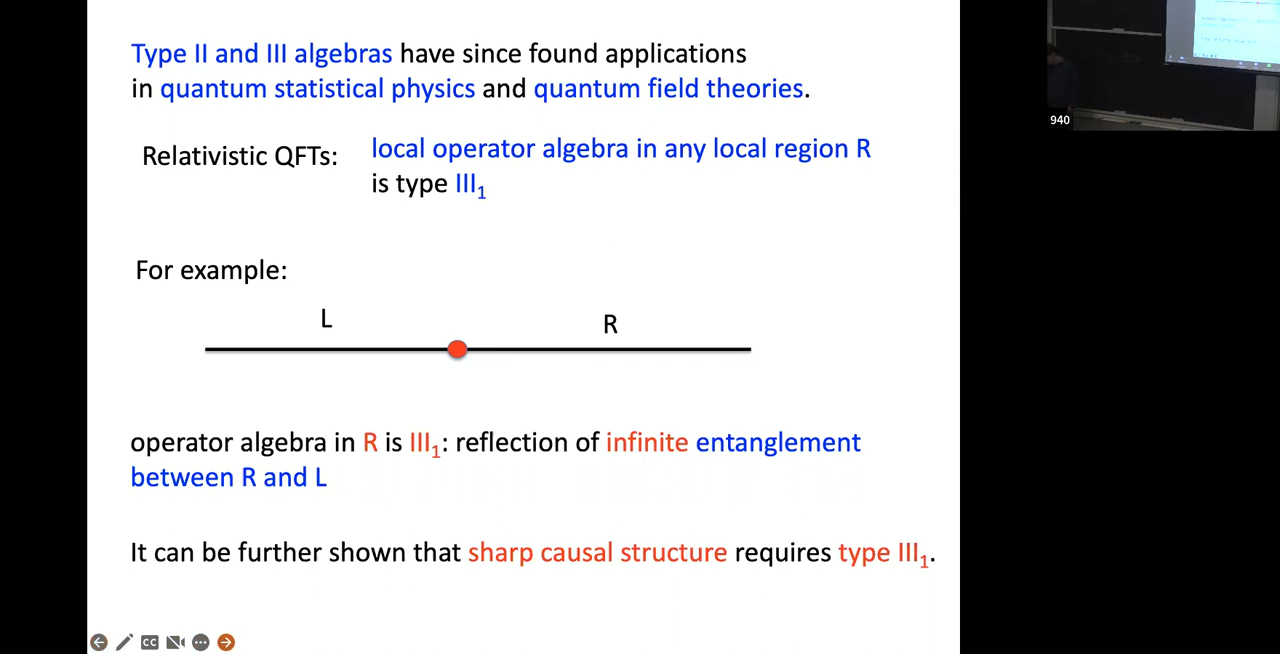 Type II and III algebras have since found applications
in quantum statistical physics and quantum field theories.
Relativistic QFTs:
local operator algebra in any local region R
is type III₁
For example:
L
R
operator algebra in R is III₁: reflection of infinite entanglement
between R and L
It can be further shown that sharp causal structure requires type III₁.
CC
940